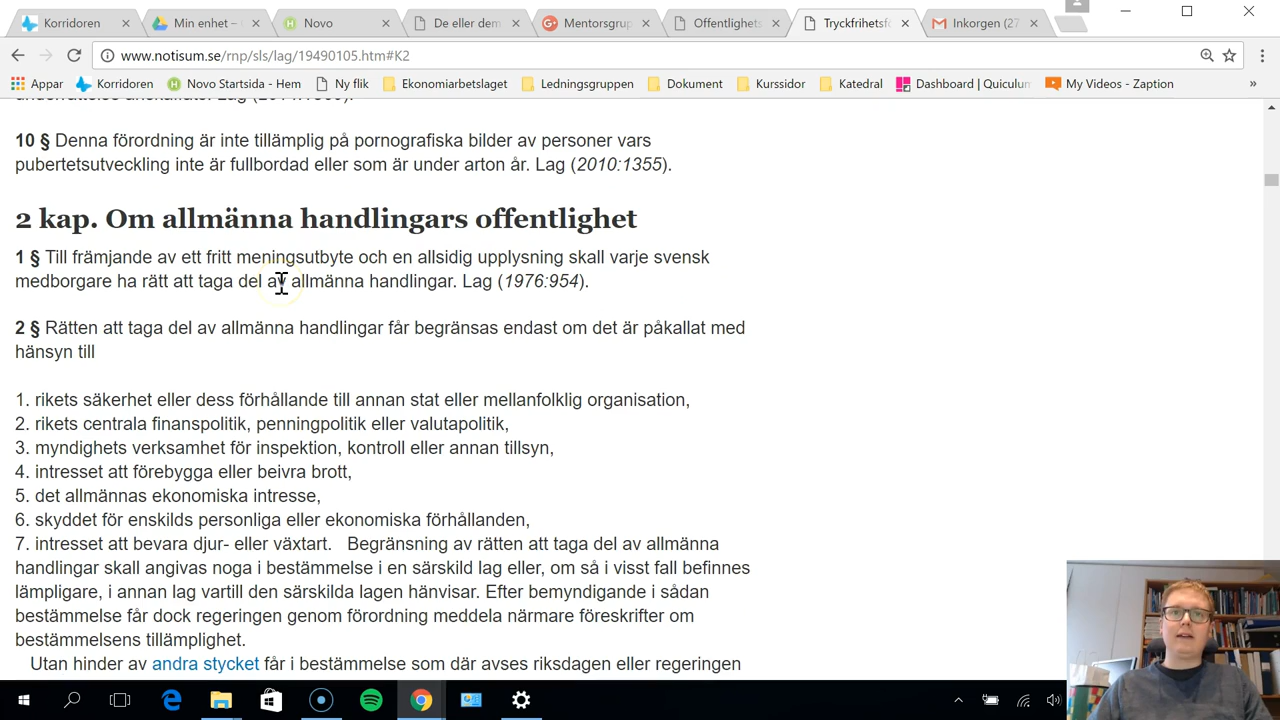 Korridoren
Min enhet –
Novo
De eller dem
Mentorsgru
Offentlighets
Tryckfrihetsfö
Inkorgen (27
www.notisum.se/rnp/sls/lag/19490105.htm#K2
Appar
Korridoren
Novo Startsida - Hem
Ny flik
Ekonomiarbetslaget
Ledningsgruppen
Dokument
Kurssidor
Katedral
Dashboard | Quiculum
My Videos - Zaption
»
10 § Denna förordning är inte tillämplig på pornografiska bilder av personer vars
pubertetsutveckling inte är fullbordad eller som är under arton år. Lag (2010:1355).
2 kap. Om allmänna handlingars offentlighet
1 § Till främjande av ett fritt meningsutbyte och en allsidig upplysning skall varje svensk
medborgare ha rätt att taga del av allmänna handlingar. Lag (1976:954).
2 § Rätten att taga del av allmänna handlingar får begränsas endast om det är påkallat med
hänsyn till
1. rikets säkerhet eller dess förhållande till annan stat eller mellanfolklig organisation,
2. rikets centrala finanspolitik, penningpolitik eller valutapolitik,
3. myndighets verksamhet för inspektion, kontroll eller annan tillsyn,
4. intresset att förebygga eller beivra brott,
5. det allmännas ekonomiska intresse,
6. skyddet för enskilds personliga eller ekonomiska förhållanden,
7. intresset att bevara djur- eller växtart. Begränsning av rätten att taga del av allmänna
handlingar skall angivas noga i bestämmelse i en särskild lag eller, om så i visst fall befinnes
lämpligare, i annan lag vartill den särskilda lagen hänvisar. Efter bemyndigande i sådan
bestämmelse får dock regeringen genom förordning meddela närmare föreskrifter om
bestämmelsens tillämplighet.
Utan hinder av andra stycket får i bestämmelse som där avses riksdagen eller regeringen